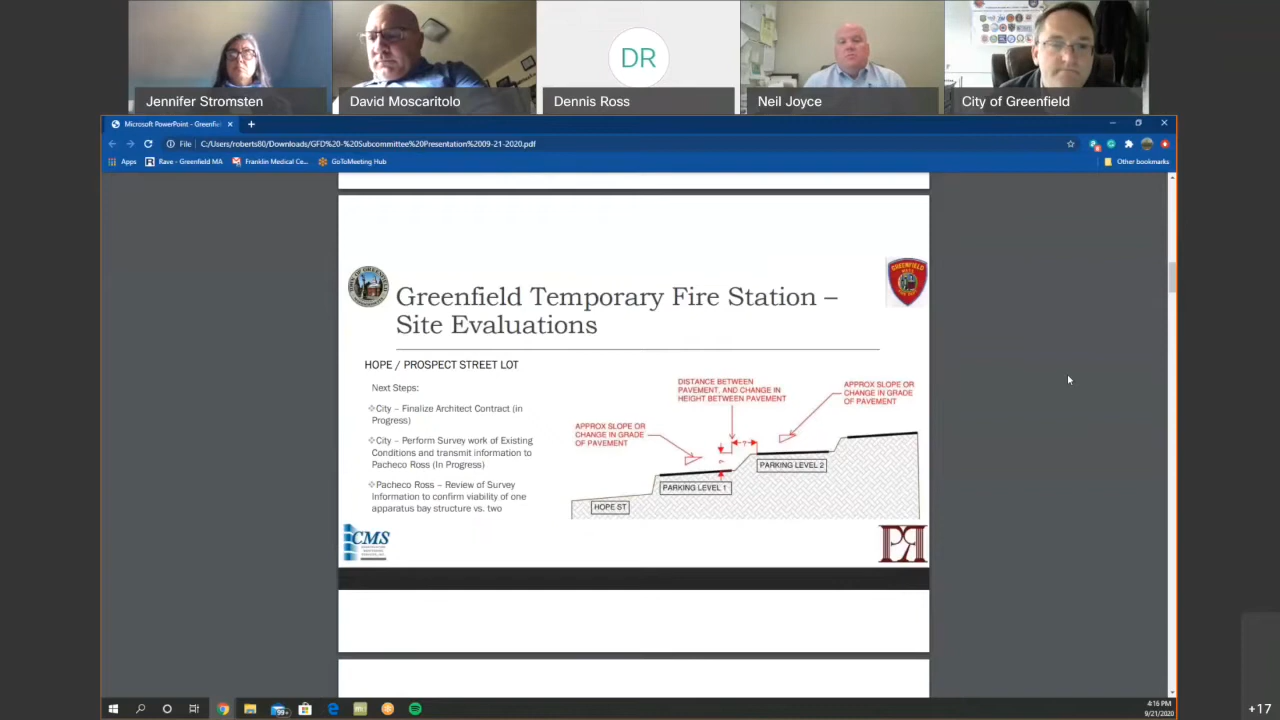 DR
Jennifer Stromsten
David Moscaritolo
Dennis Ross
Neil Joyce
City of Greenfield
Microsoft PowerPoint - Greenfie
File
C:/Users/roberts80/Downloads/GFD%20-%20Subcommittee%20Presentation%2009-21-2020.pdf
Apps
Rave - Greenfield MA
Franklin Medical Ce...
GoToMeeting Hub
Other bookmarks
Greenfield Temporary Fire Station –
Site Evaluations
HOPE / PROSPECT STREET LOT
Next Steps:
❖City – Finalize Architect Contract (in
Progress)
❖City – Perform Survey work of Existing
Conditions and transmit information to
Pacheco Ross (In Progress)
❖Pacheco Ross – Review of Survey
Information to confirm viability of one
apparatus bay structure vs. two
APPROX SLOPE OR
CHANGE IN GRADE
OF PAVEMENT
DISTANCE BETWEEN
PAVEMENT, AND CHANGE IN
HEIGHT BETWEEN PAVEMENT
APPROX SLOPE OR
CHANGE IN GRADE
OF PAVEMENT
?
?
PARKING LEVEL 2
PARKING LEVEL 1
HOPE ST
CMS
99+
4:16 PM
9/21/2020
+17